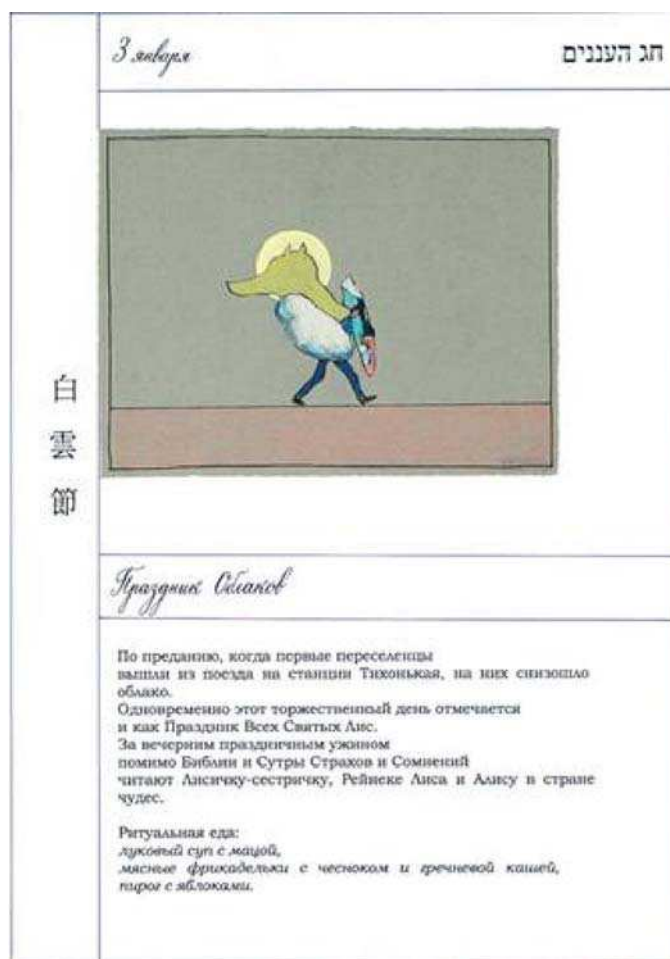 3 января
חג העננים
白
雲
節
Праздник Облаков
По преданию, когда первые переселенцы
вышли из поезда на станции Тихонькая, на них снизошло
облако.
Одновременно этот торжественный день отмечается
и как Праздник Всех Святых Лис.
За вечерним праздничным ужином
помимо Библии и Сутры Страхов и Сомнений
читают Лисичку-сестричку, Рейнеке Лиса и Алису в стране
чудес.
Ритуальная еда:
луковый суп с мацой,
мясные фрикадельки с чесноком и гречневой кашей,
пирог с яблоками.